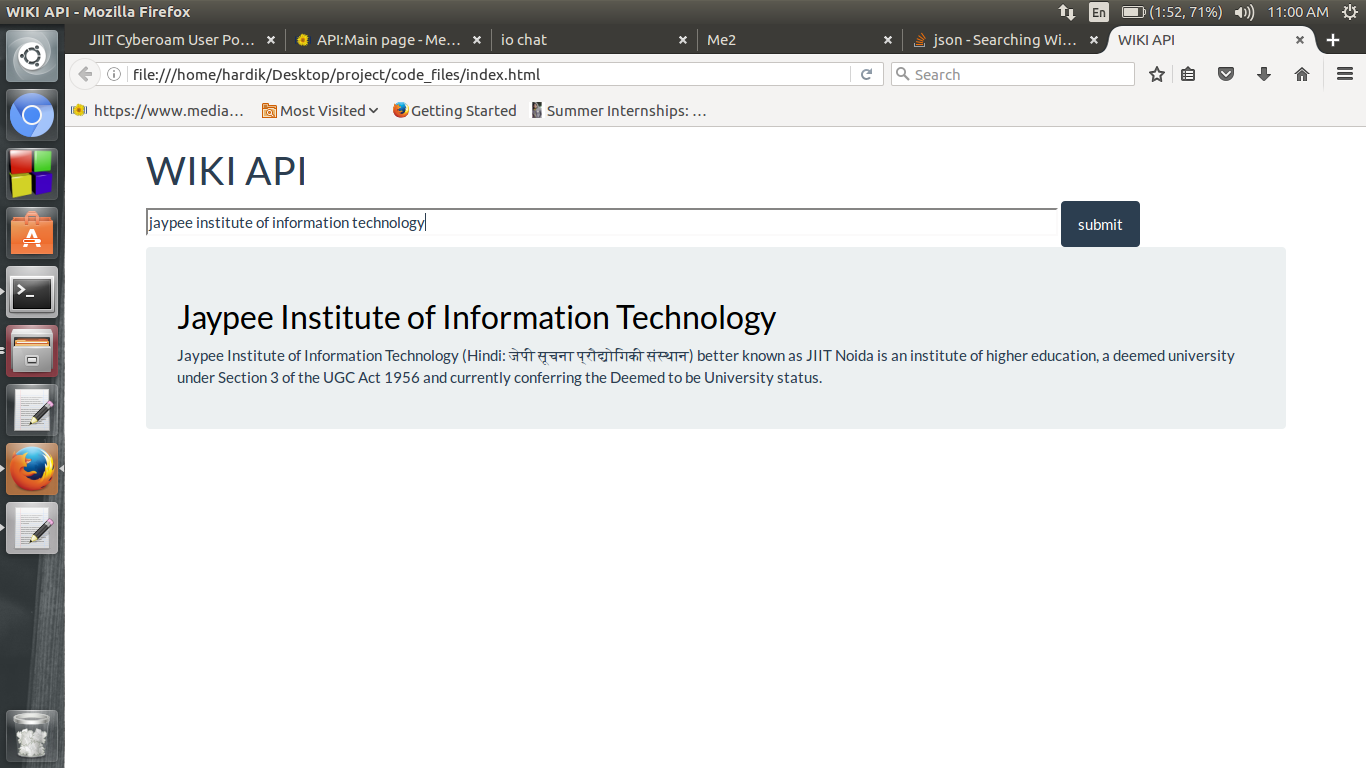 WIKI API - Mozilla Firefox
En
(1:52, 71%)
11:00 AM
JIIT Cyberoam User Po...
API:Main page - Me...
io chat
Me2
json - Searching Wi...
WIKI API
file:///home/hardik/Desktop/project/code_files/index.html
Search
https://www.media...
Most Visited
Getting Started
Summer Internships: ...
WIKI API
jaypee institute of information technology
submit
Jaypee Institute of Information Technology
Jaypee Institute of Information Technology (Hindi: जेपी सूचना प्रौद्योगिकी संस्थान) better known as JIIT Noida is an institute of higher education, a deemed university
under Section 3 of the UGC Act 1956 and currently conferring the Deemed to be University status.